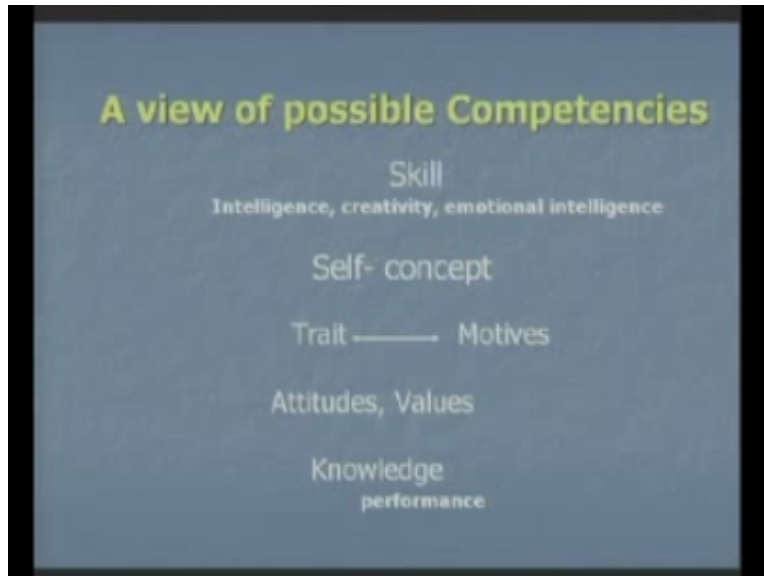 A view of possible Competencies
Skill
Intelligence, creativity, emotional intelligence
Self- concept
Trait ⟷ Motives
Attitudes, Values
Knowledge
performance